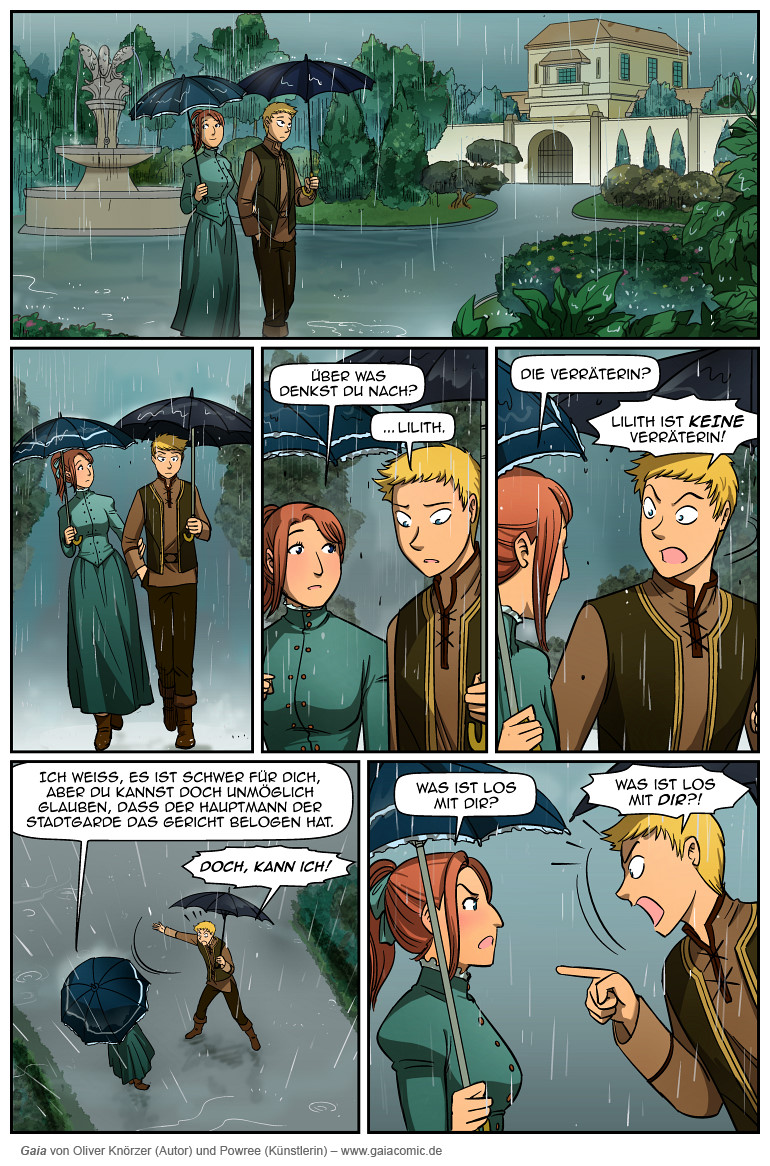 ÜBER WAS
DENKST DU NACH?
...LILITH.
DIE VERRÄTERIN?
LILITH IST KEINE
VERRÄTERIN!
ICH WEISS, ES IST SCHWER FÜR DICH,
ABER DU KANNST DOCH UNMÖGLICH
GLAUBEN, DASS DER HAUPTMANN DER
STADTGARDE DAS GERICHT BELOGEN HAT.
DOCH, KANN ICH!
WAS IST LOS
MIT DIR?
WAS IST LOS
MIT DIR?!
Gaia von Oliver Knörzer (Autor) und Powree (Künstlerin) – www.gaiacomic.de